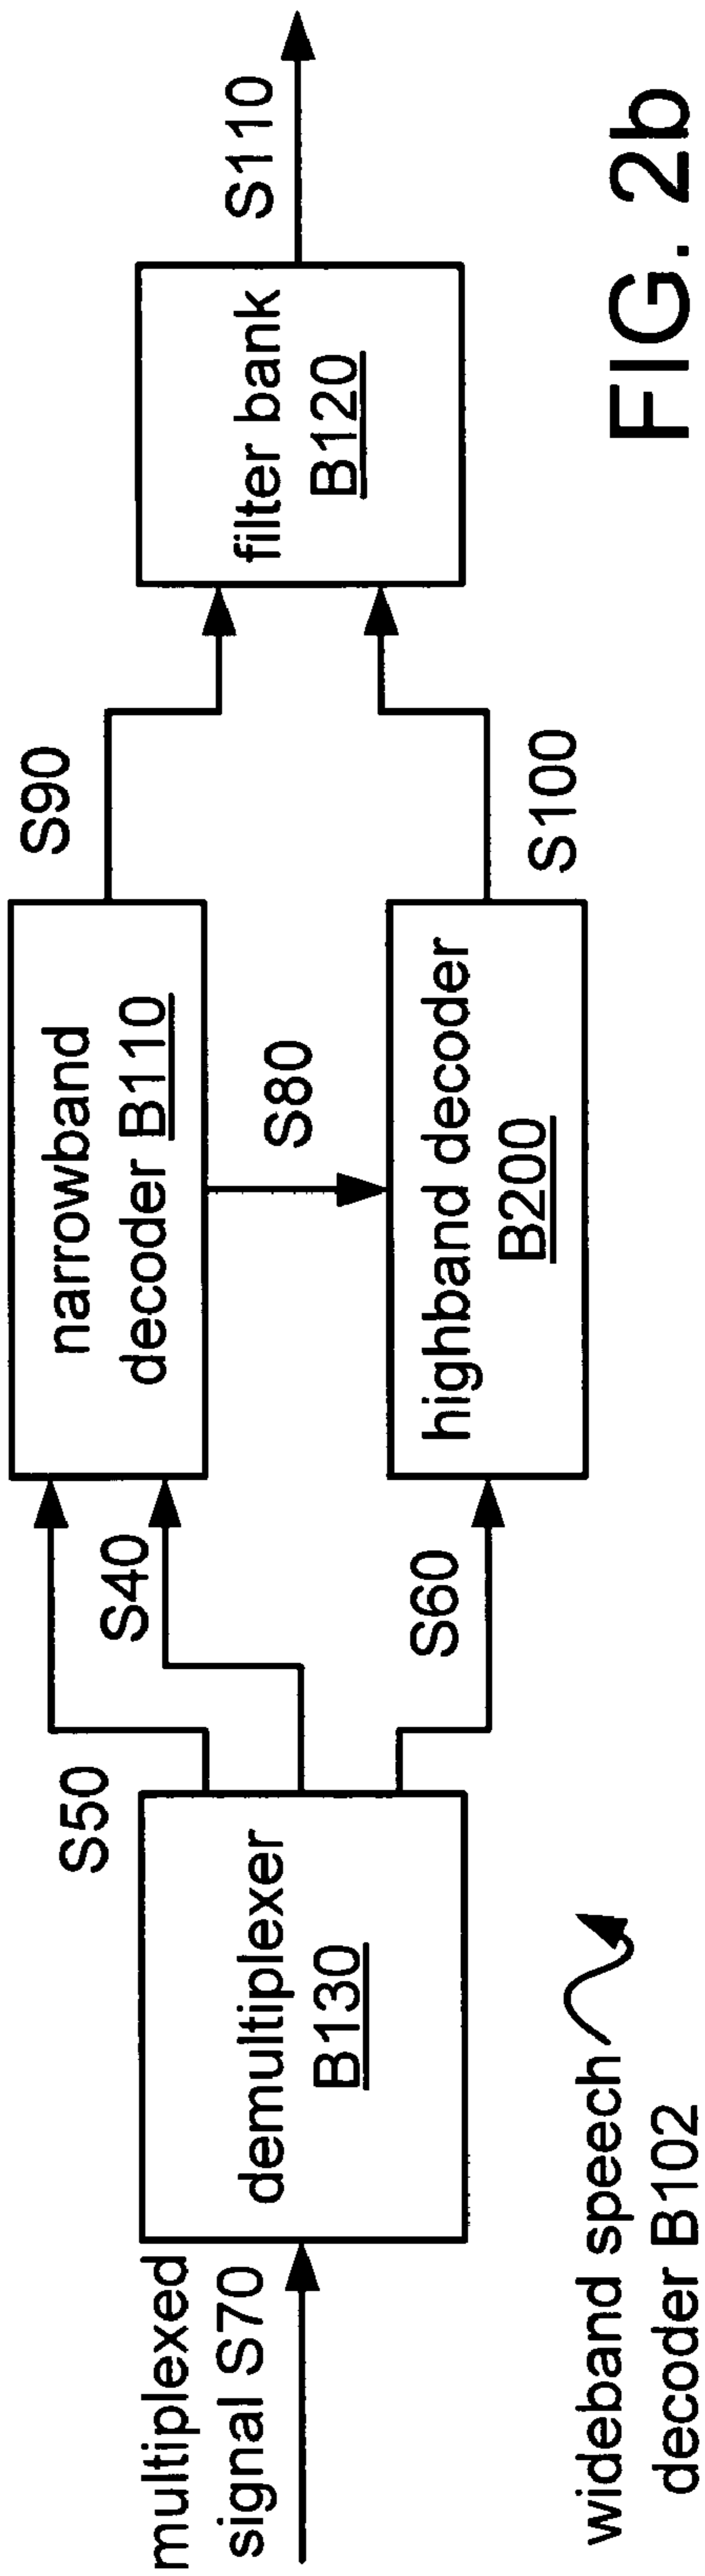 multiplexed
signal S70
demultiplexer
B130
S50
S40
S60
narrowband
decoder B110
S80
highband decoder
B200
S90
S100
filter bank
B120
S110
wideband speech
decoder B102
FIG. 2b